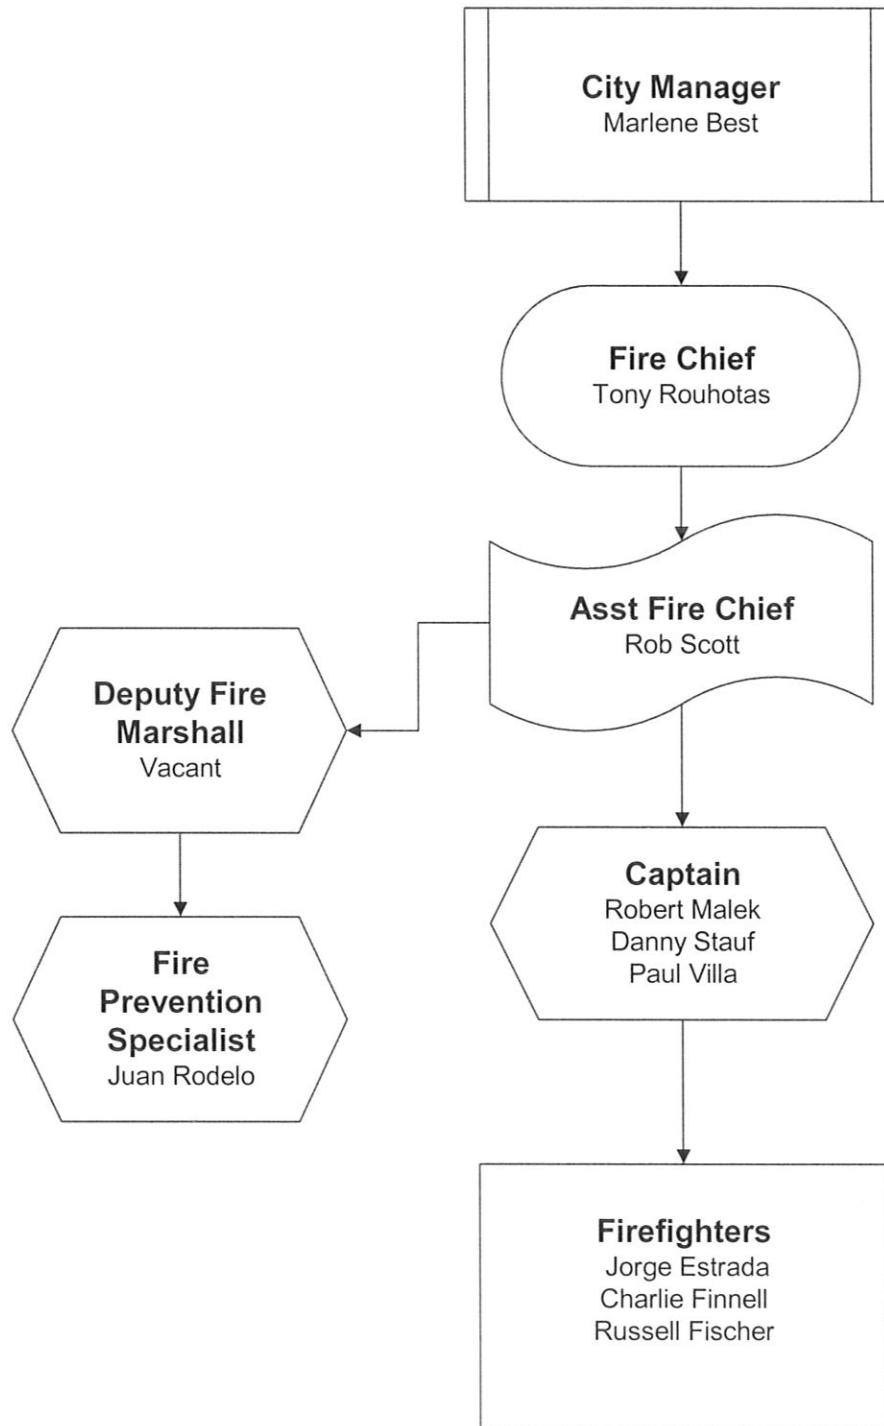 City Manager
Marlene Best
Fire Chief
Tony Rouhotas
Asst Fire Chief
Rob Scott
Deputy Fire
Marshall
Vacant
Captain
Robert Malek
Danny Stauf
Paul Villa
Fire
Prevention
Specialist
Juan Rodelo
Firefighters
Jorge Estrada
Charlie Finnell
Russell Fischer